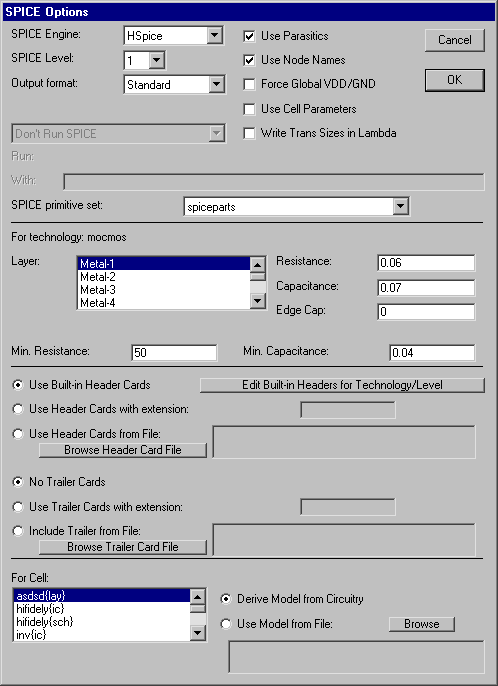 SPICE Options
SPICE Engine: HSpice Use Parasitics Cancel
SPICE Level: 1 Use Node Names
Output format: Standard Force Global VDD/GND OK
Use Cell Parameters
Don't Run SPICE Write Trans Sizes in Lambda
Run:
With:
SPICE primitive set: spiceparts
For technology: mocmos
Layer: Metal-1 Resistance: 0.06
Metal-2
Metal-3 Capacitance: 0.07
Metal-4 Edge Cap: 0
Min. Resistance: 50 Min. Capacitance: 0.04
Use Built-in Header Cards Edit Built-in Headers for Technology/Level
Use Header Cards with extension:
Use Header Cards from File:
Browse Header Card File
No Trailer Cards
Use Trailer Cards with extension:
Include Trailer from File:
Browse Trailer Card File
For Cell:
asdsd{lay} Derive Model from Circuitry
hifidely{ic}
hifidely{sch} Use Model from File: Browse
inv{ic}